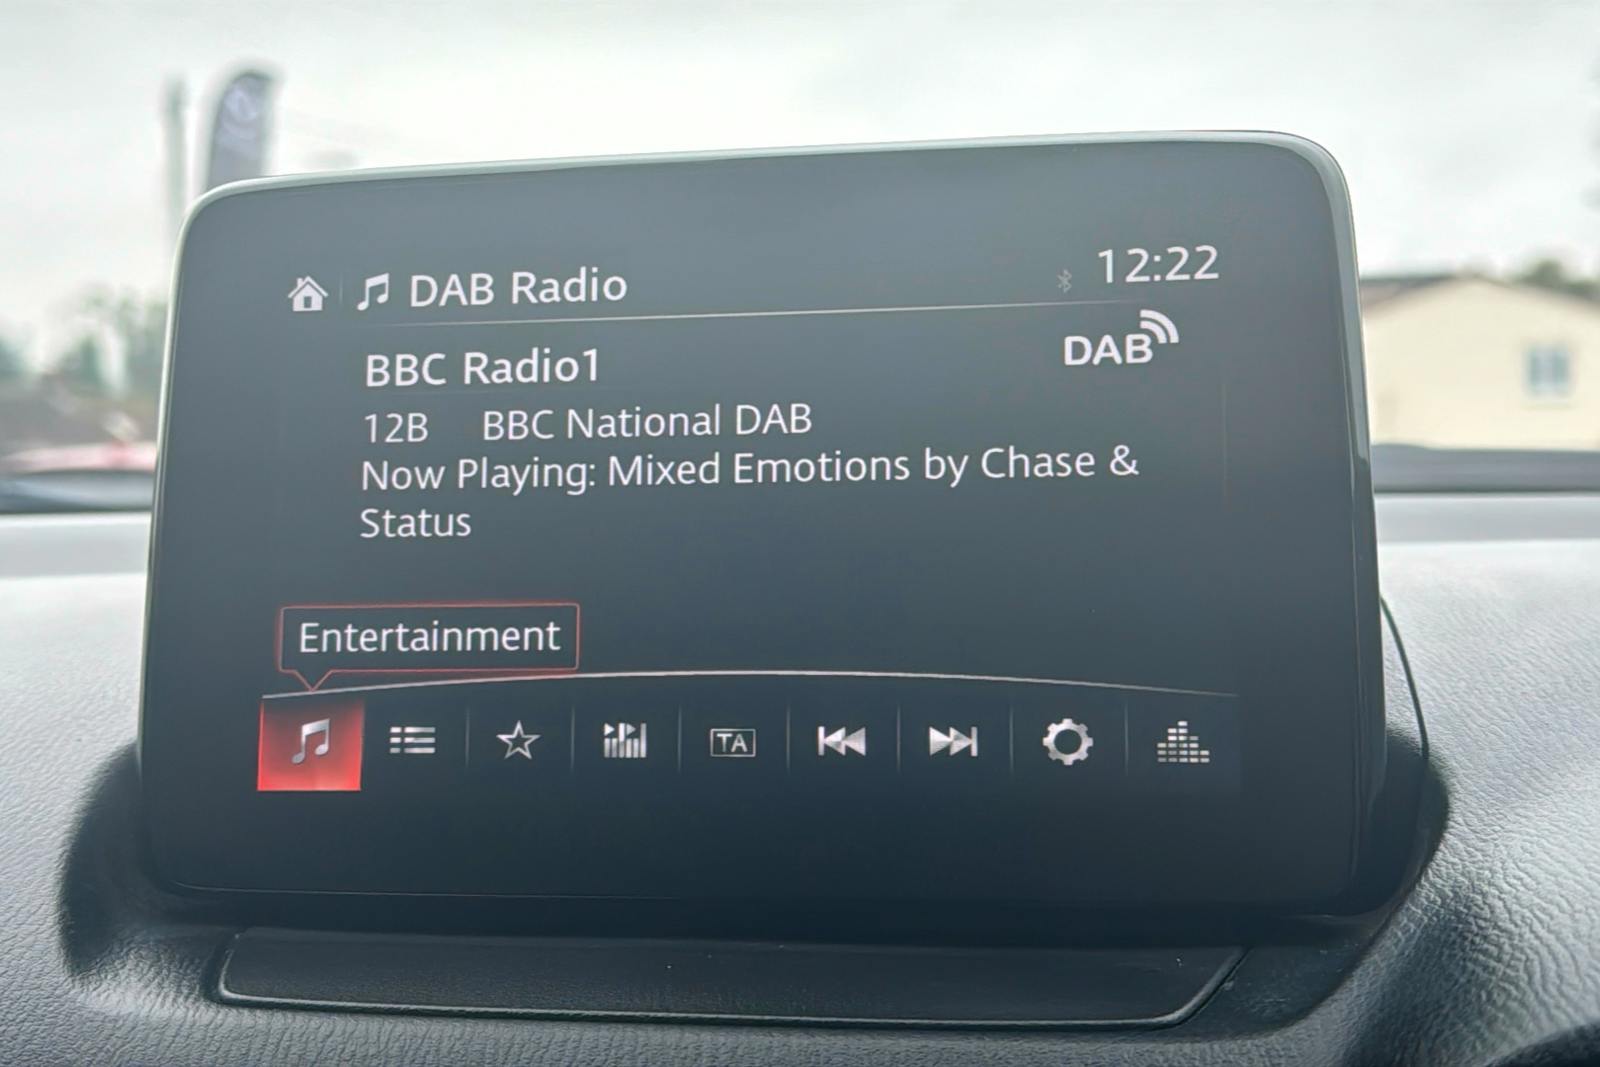 DAB Radio
12:22
BBC Radio1
DAB
12B BBC National DAB
Now Playing: Mixed Emotions by Chase &
Status
Entertainment
TA